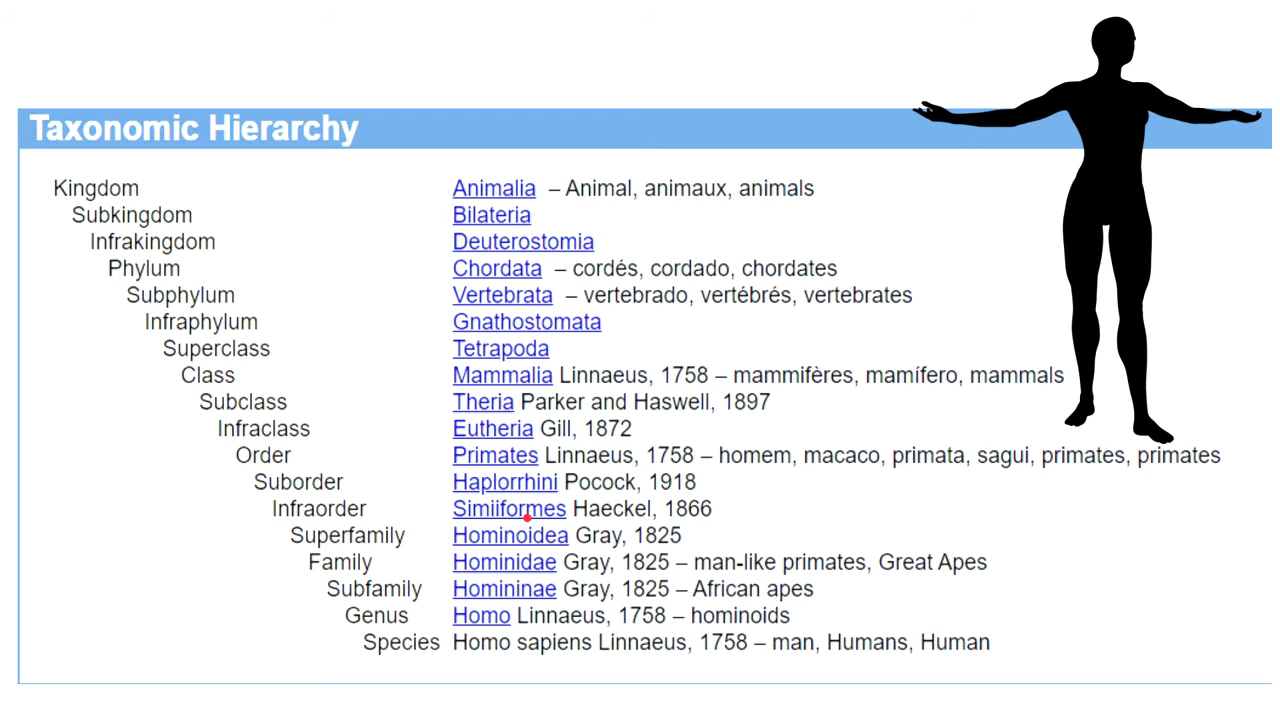 Taxonomic Hierarchy
Kingdom Animalia – Animal, animaux, animals
Subkingdom Bilateria
Infrakingdom Deuterostomia
Phylum Chordata – cordés, cordado, chordates
Subphylum Vertebrata – vertebrado, vertébrés, vertebrates
Infraphylum Gnathostomata
Superclass Tetrapoda
Class Mammalia Linnaeus, 1758 – mammifères, mamífero, mammals
Subclass Theria Parker and Haswell, 1897
Infraclass Eutheria Gill, 1872
Order Primates Linnaeus, 1758 – homem, macaco, primata, sagui, primates, primates
Suborder Haplorrhini Pocock, 1918
Infraorder Simiiformes Haeckel, 1866
Superfamily Hominoidea Gray, 1825
Family Hominidae Gray, 1825 – man-like primates, Great Apes
Subfamily Homininae Gray, 1825 – African apes
Genus Homo Linnaeus, 1758 – hominoids
Species Homo sapiens Linnaeus, 1758 – man, Humans, Human